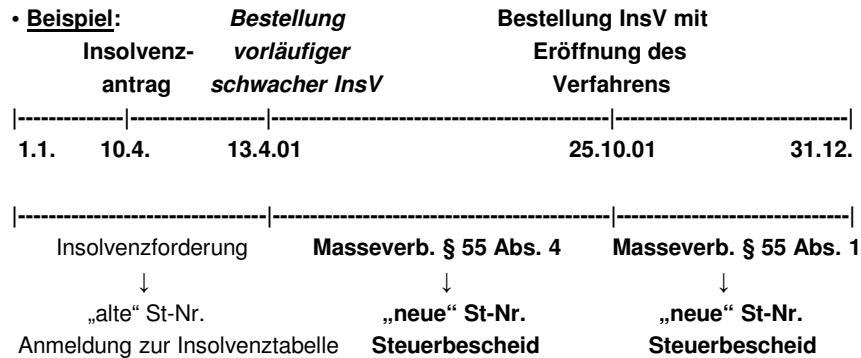 • Beispiel: Bestellung Bestellung InsV mit
Insolvenz- vorläufiger Eröffnung des
antrag schwacher InsV Verfahrens
|--------------|------------------|--------------------------------------------|------------------------------|
1.1. 10.4. 13.4.01 25.10.01 31.12.
|---------------------------------|--------------------------------------------|------------------------------|
Insolvenzforderung Masseverb. § 55 Abs. 4 Masseverb. § 55 Abs. 1
↓ ↓ ↓
„alte“ St-Nr. „neue“ St-Nr. „neue“ St-Nr.
Anmeldung zur Insolvenztabelle Steuerbescheid Steuerbescheid